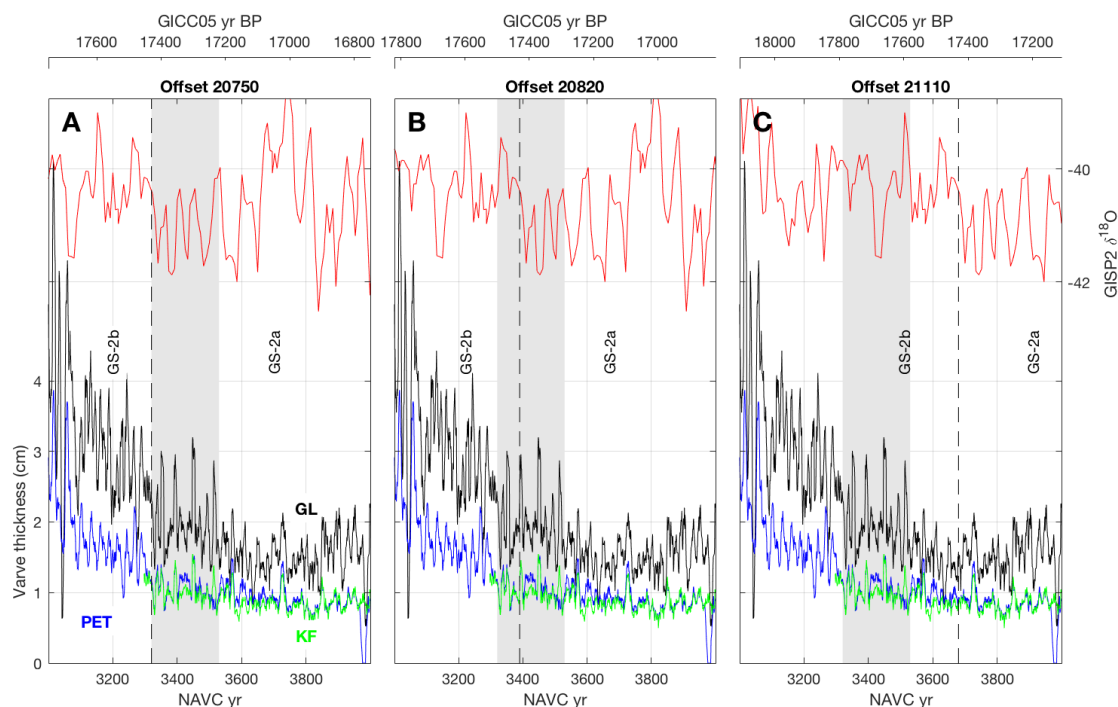 GICC05 yr BP GICC05 yr BP GICC05 yr BP
17600 17400 17200 17000 16800 17800 17600 17400 17200 17000 18000 17800 17600 17400 17200
Offset 20750 Offset 20820 Offset 21110
A B C
-40
GISP2 δ18O
-42
GS-2b GS-2a GS-2b GS-2a GS-2b GS-2a
4
Varve thickness (cm)
3
2
GL
1
PET
KF
0
3200 3400 3600 3800 3200 3400 3600 3800 3200 3400 3600 3800
NAVC yr NAVC yr NAVC yr